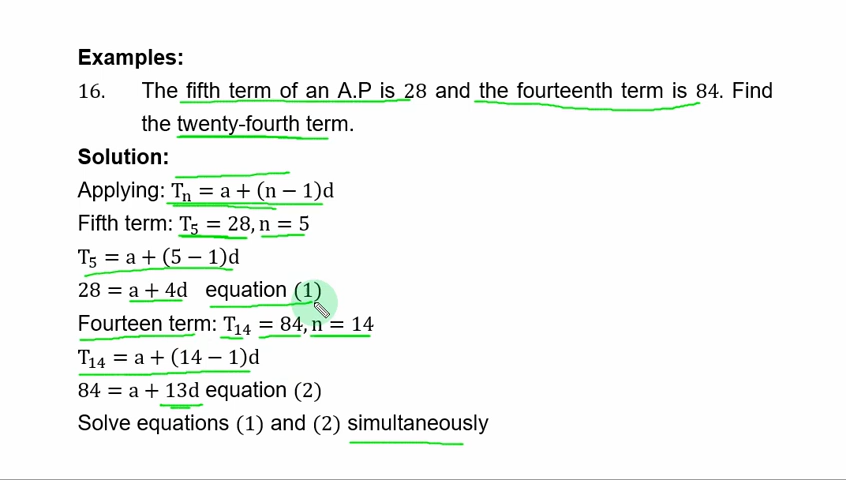 Examples:
16. The fifth term of an A.P is 28 and the fourteenth term is 84. Find
the twenty-fourth term.
Solution:
Applying: Tₙ = a + (n − 1)d
Fifth term: T₅ = 28, n = 5
T₅ = a + (5 − 1)d
28 = a + 4d equation (1)
Fourteen term: T₁₄ = 84, n = 14
T₁₄ = a + (14 − 1)d
84 = a + 13d equation (2)
Solve equations (1) and (2) simultaneously